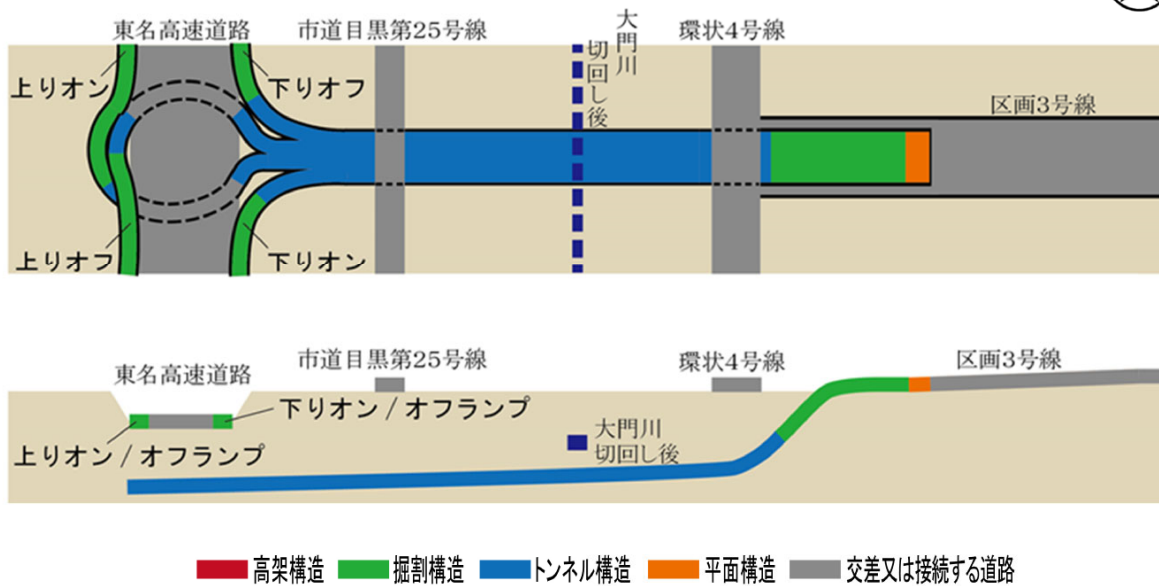 東名高速道路
市道目黒第25号線
大門川
切回し後
環状4号線
上りオン
下りオフ
区画3号線
上りオフ
下りオン
東名高速道路
市道目黒第25号線
環状4号線
区画3号線
下りオン / オフランプ
上りオン / オフランプ
大門川
切回し後
高架構造
掘割構造
トンネル構造
平面構造
交差又は接続する道路